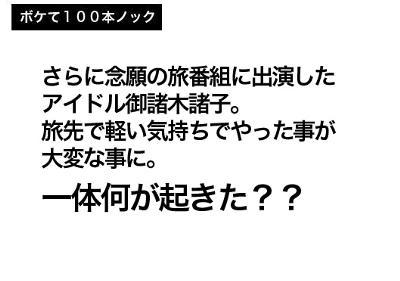 ボケて１００本ノック
さらに念願の旅番組に出演した
アイドル御諸木諸子。
旅先で軽い気持ちでやった事が
大変な事に。
一体何が起きた？？